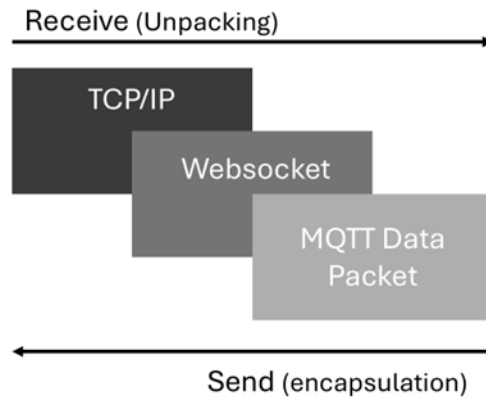 Receive (Unpacking)
TCP/IP
Websocket
MQTT Data
Packet
Send (encapsulation)